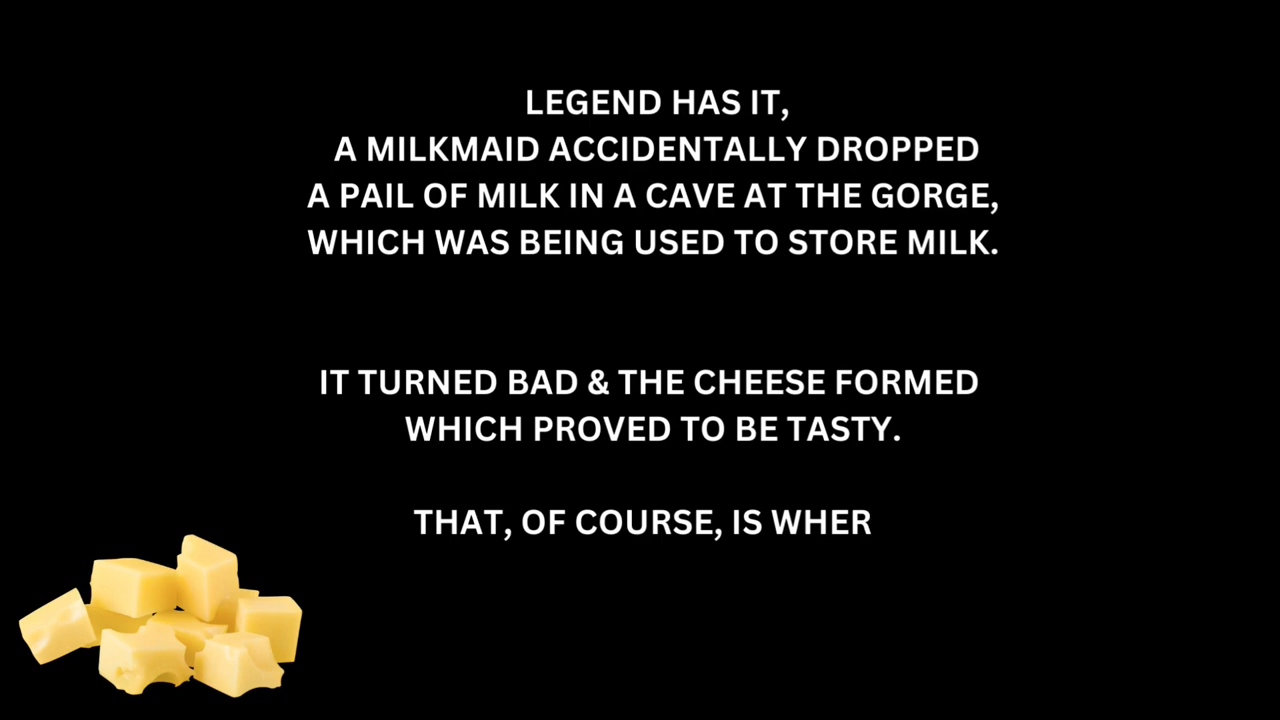 LEGEND HAS IT,
A MILKMAID ACCIDENTALLY DROPPED
A PAIL OF MILK IN A CAVE AT THE GORGE,
WHICH WAS BEING USED TO STORE MILK.
IT TURNED BAD & THE CHEESE FORMED
WHICH PROVED TO BE TASTY.
THAT, OF COURSE, IS WHER